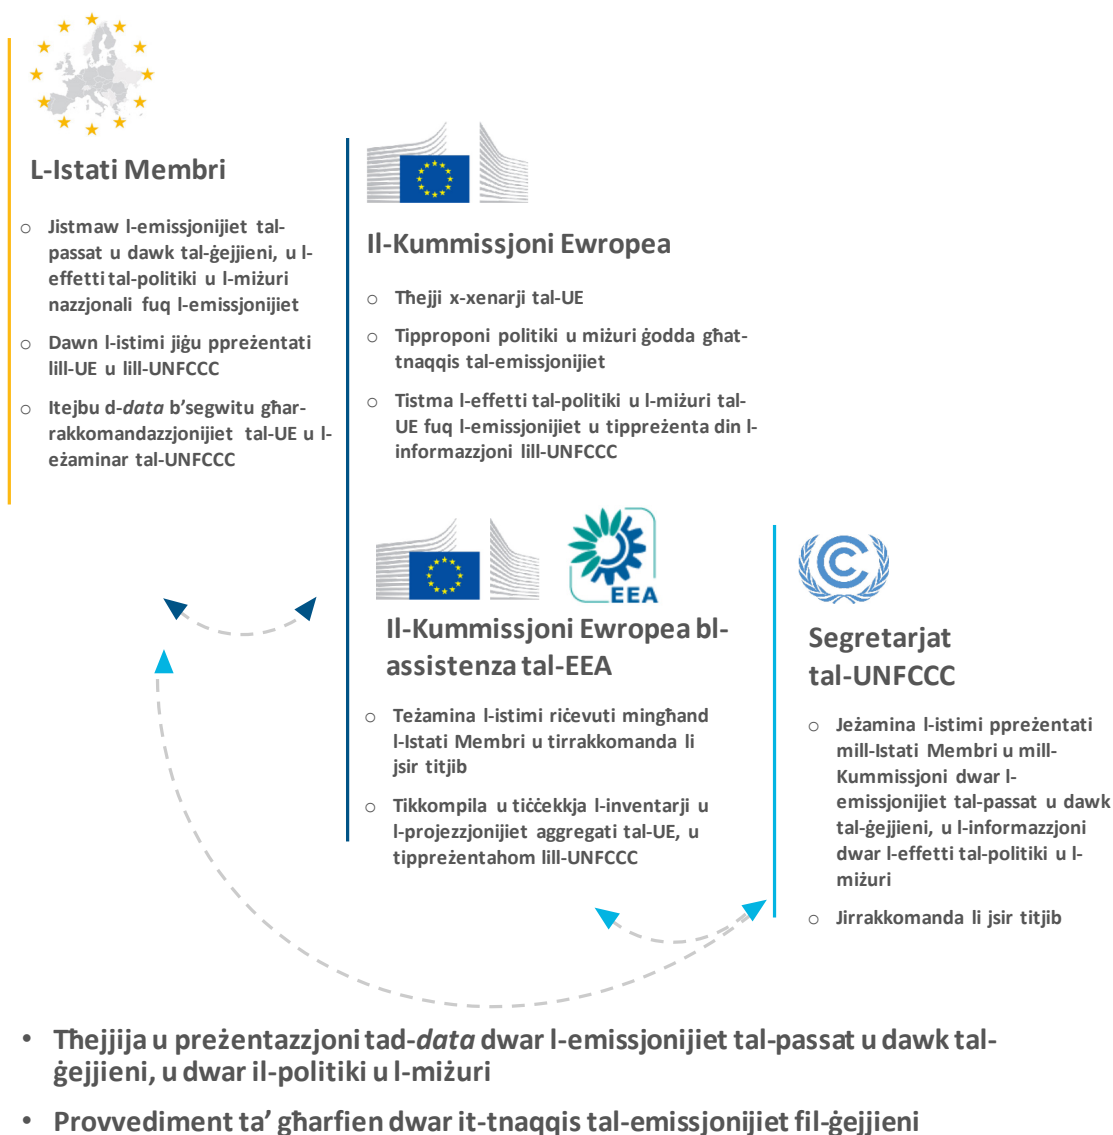 L-Istati Membri
o Jistmaw l-emissjonijiet tal-
passat u dawk tal-ġejjieni, u l-
effetti tal-politiki u l-miżuri
nazzjonali fuq l-emissjonijiet
o Dawn l-istimi jiġu ppreżentati
lill-UE u lill-UNFCCC
o Itejbu d-data b'segwitu għar-
rakkomandazzjonijiet tal-UE u l-
eżaminar tal-UNFCCC
Il-Kummissjoni Ewropea
o Tħejji x-xenarji tal-UE
o Tipproponi politiki u miżuri ġodda għat-
tnaqqis tal-emissjonijiet
o Tistma l-effetti tal-politiki u l-miżuri tal-
UE fuq l-emissjonijiet u tippreżenta din l-
informazzjoni lill-UNFCCC
EEA
Il-Kummissjoni Ewropea bl-
assistenza tal-EEA
o Teżamina l-istimi riċevuti mingħand
l-Istati Membri u tirrakkomanda li
jsir titjib
o Tikkompila u tiċċekkja l-inventarji u
l-projezzjonijiet aggregati tal-UE, u
tippreżentahom lill-UNFCCC
Segretarjat
tal-UNFCCC
o Jeżamina l-istimi ppreżentati
mill-Istati Membri u mill-
Kummissjoni dwar l-
emissjonijiet tal-passat u dawk
tal-ġejjieni, u l-informazzjoni
dwar l-effetti tal-politiki u l-
miżuri
o Jirrakkomanda li jsir titjib
• Tħejjija u preżentazzjoni tad-data dwar l-emissjonijiet tal-passat u dawk tal-
ġejjieni, u dwar il-politiki u l-miżuri
• Provvediment ta' għarfien dwar it-tnaqqis tal-emissjonijiet fil-ġejjieni